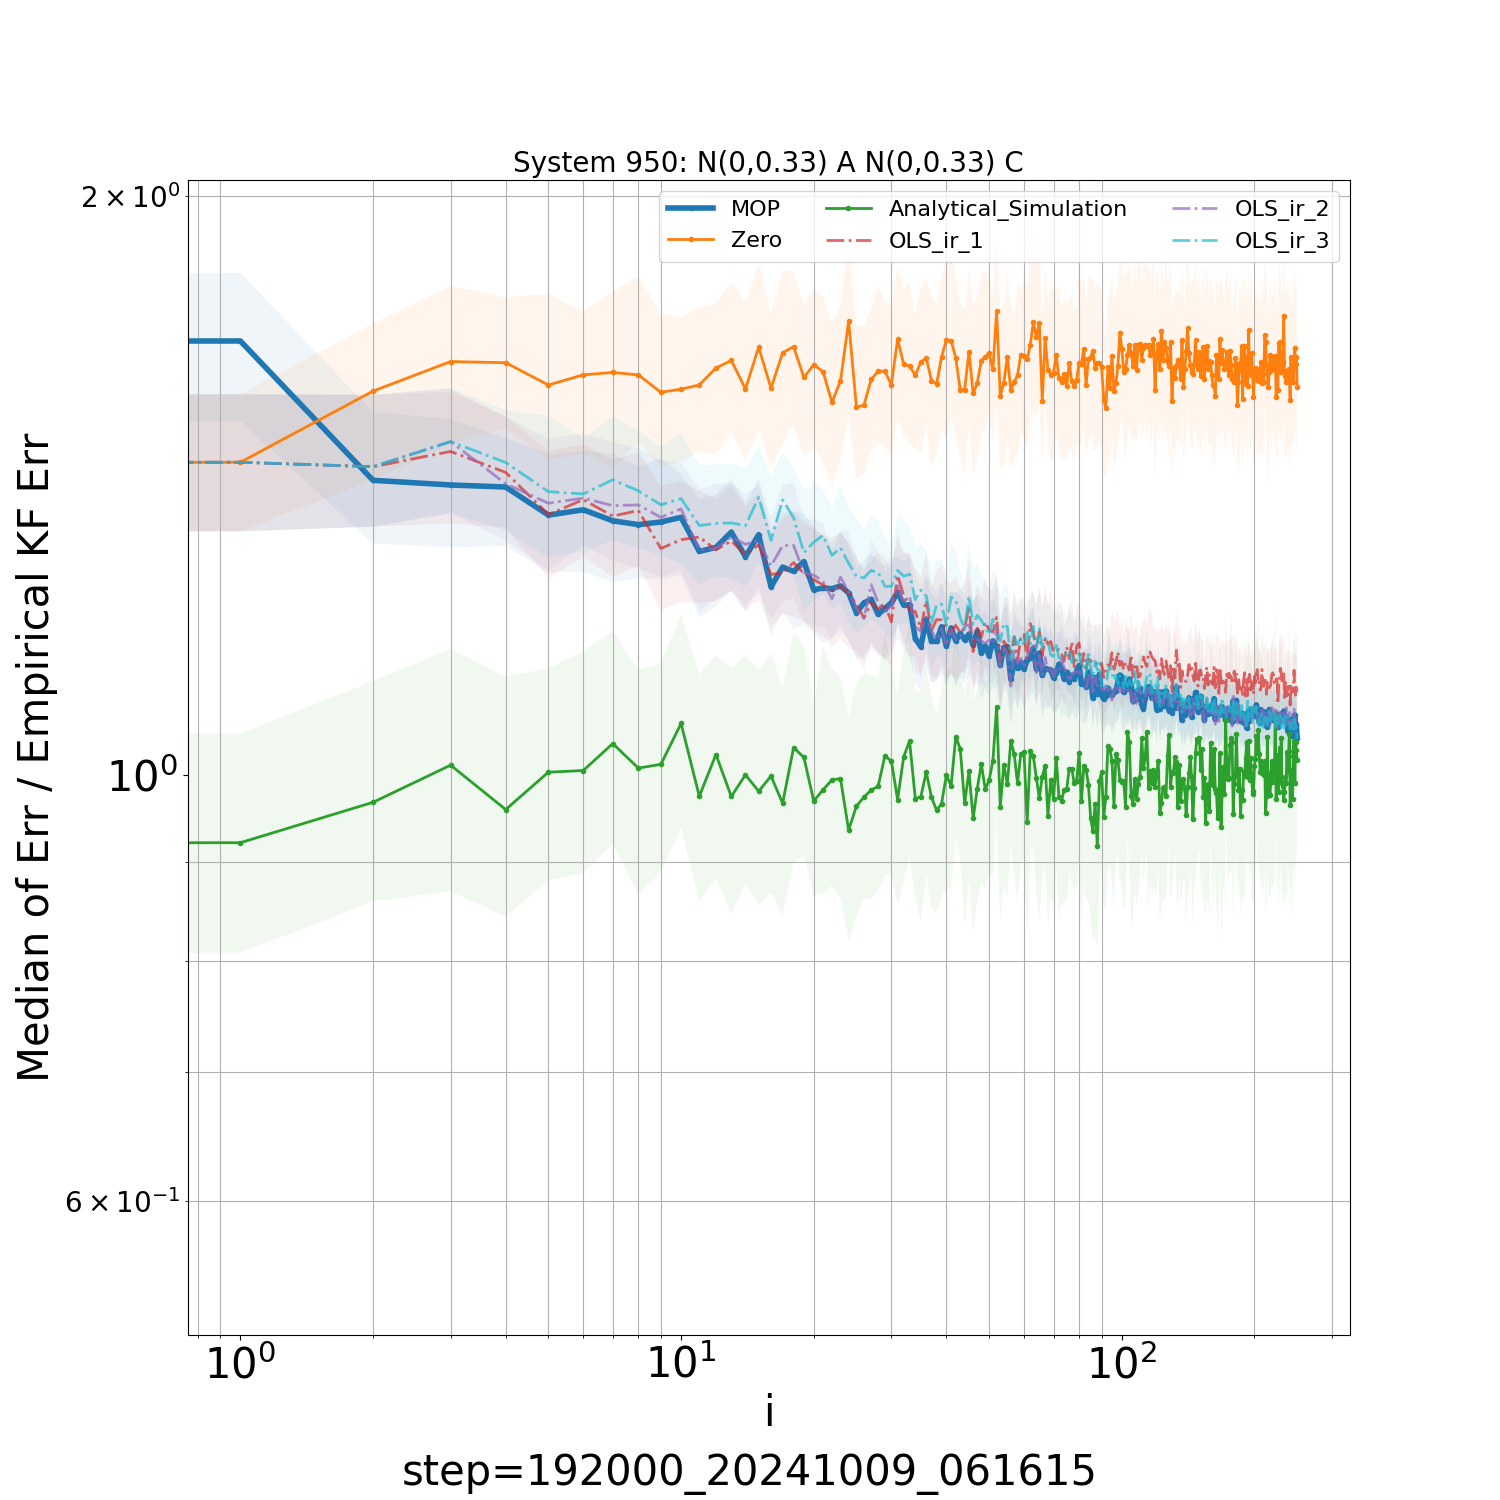 System 950: N(0,0.33) A N(0,0.33) C
MOP
Zero
Analytical_Simulation
OLS_ir_1
OLS_ir_2
OLS_ir_3
2 × 10⁰
10⁰
6 × 10⁻¹
Median of Err / Empirical KF Err
10⁰
10¹
10²
i
step=192000_20241009_061615